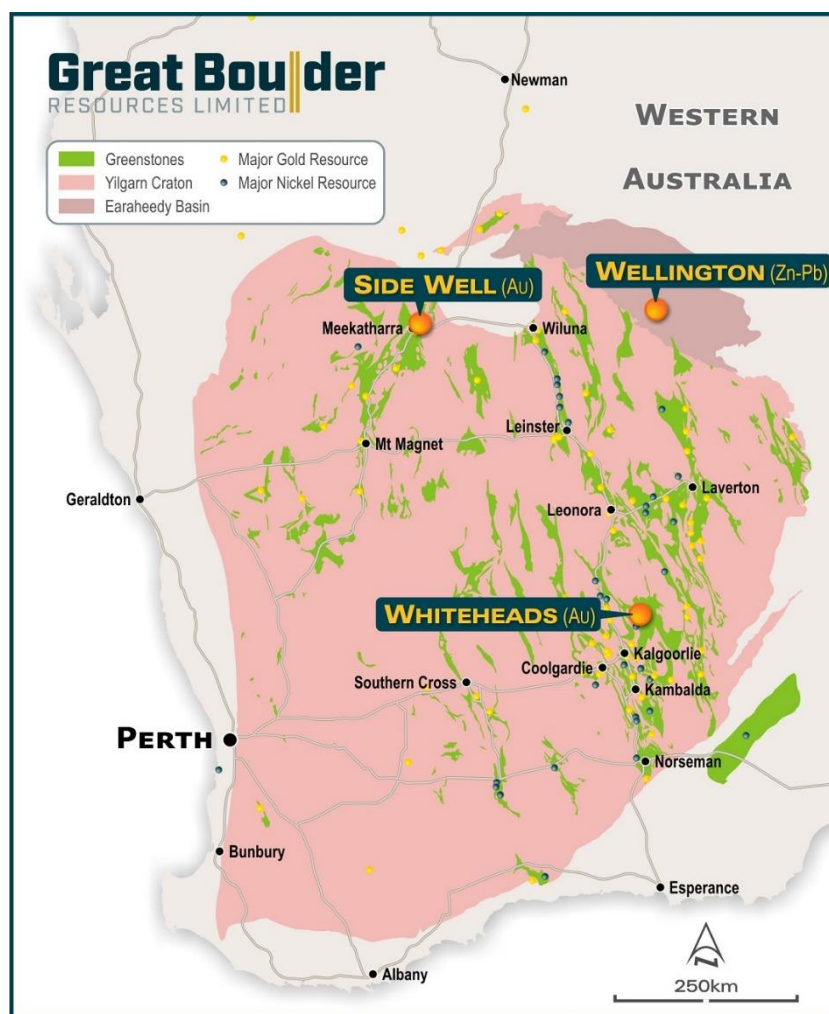 Great Boulder
RESOURCES LIMITED
Newman
WESTERN
AUSTRALIA
Greenstones
Major Gold Resource
Yilgarn Craton
Major Nickel Resource
Earaheedy Basin
SIDE WELL (Au)
WELLINGTON (Zn-Pb)
Meekatharra
Wiluna
Leinster
Mt Magnet
Geraldton
Laverton
Leonora
WHITEHEADS (Au)
Kalgoorlie
Coolgardie
Southern Cross
Kambalda
PERTH
Norseman
Bunbury
Esperance
N
250km
Albany